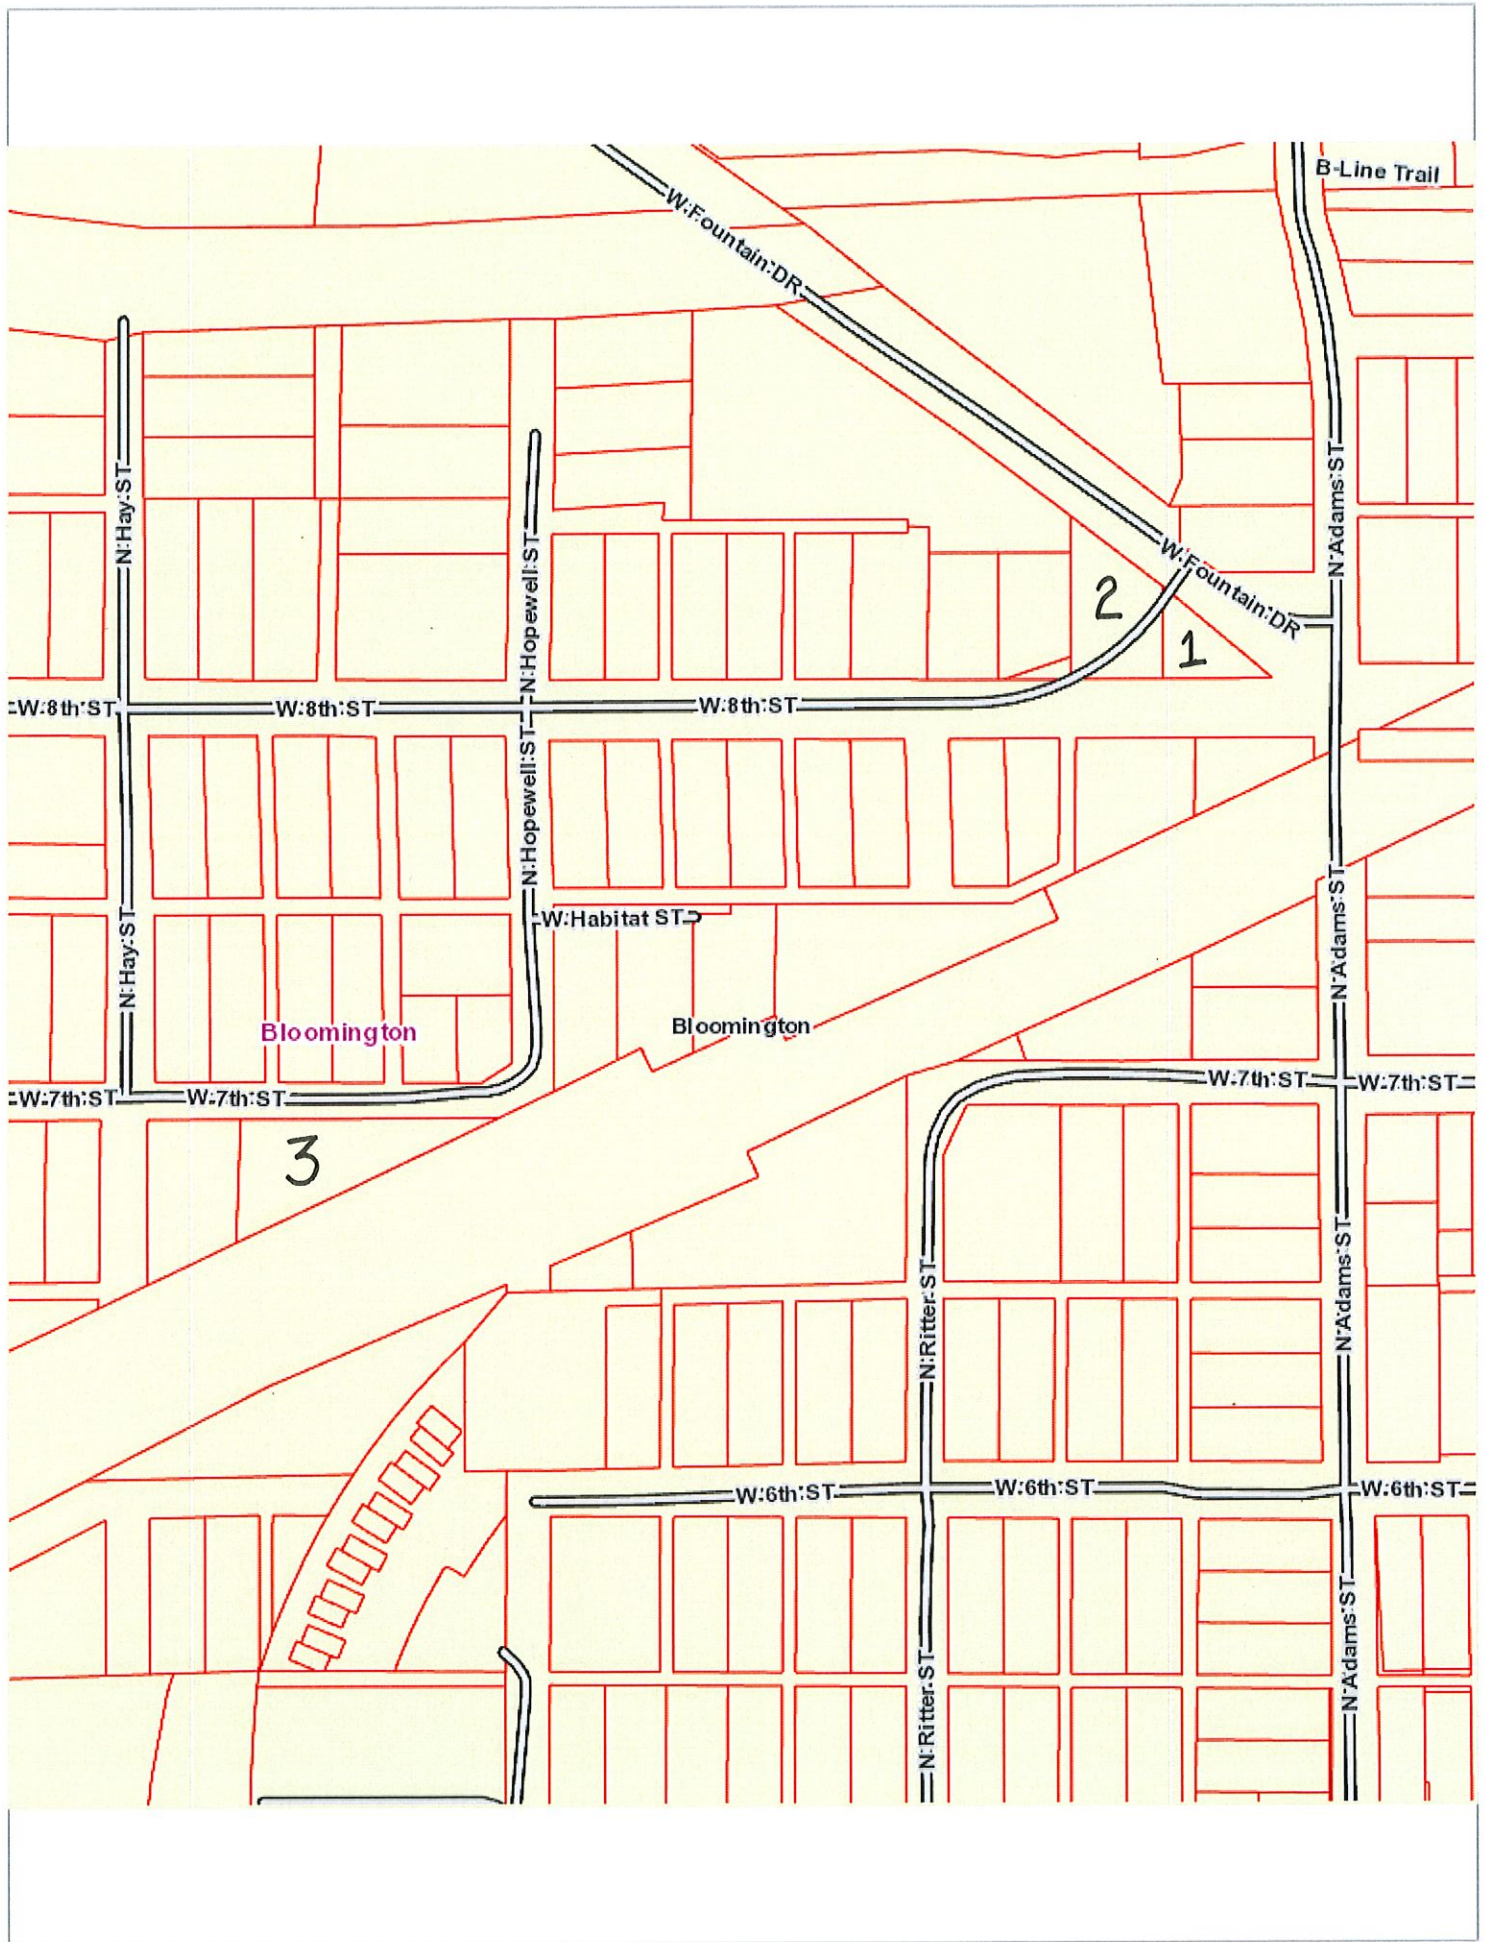 B-Line Trail
W Fountain DR
N Hay ST
N Adams ST
N Hopewell ST
W Fountain DR
2
1
W 8th ST
W 8th ST
W 8th ST
N Hopewell ST
N Adams ST
W Habitat ST
N Hay ST
Bloomington
Bloomington
W 7th ST
W 7th ST
W 7th ST
W 7th ST
3
N Ritter ST
N Adams ST
W 6th ST
W 6th ST
W 6th ST
N Ritter ST
N Adams ST